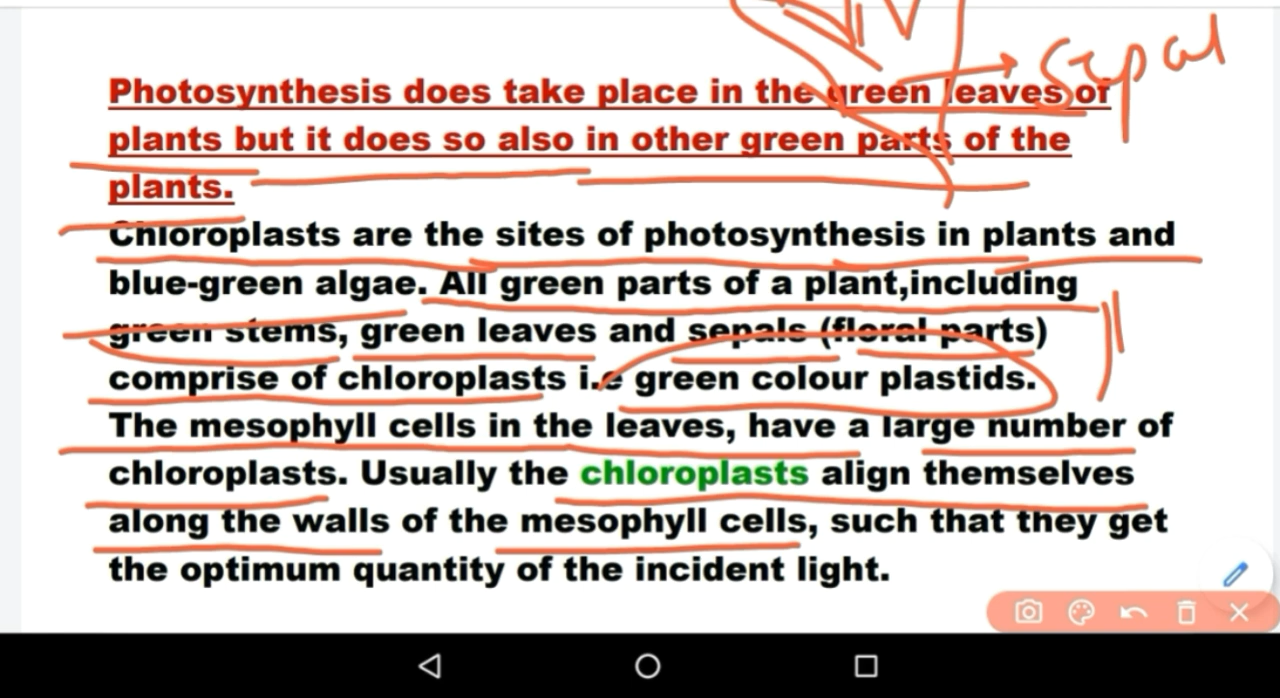 Sepal
Photosynthesis does take place in the green leaves of
plants but it does so also in other green parts of the
plants.
Chloroplasts are the sites of photosynthesis in plants and
blue-green algae. All green parts of a plant,including
green stems, green leaves and sepals (floral parts)
comprise of chloroplasts i.e green colour plastids.
The mesophyll cells in the leaves, have a large number of
chloroplasts. Usually the chloroplasts align themselves
along the walls of the mesophyll cells, such that they get
the optimum quantity of the incident light.